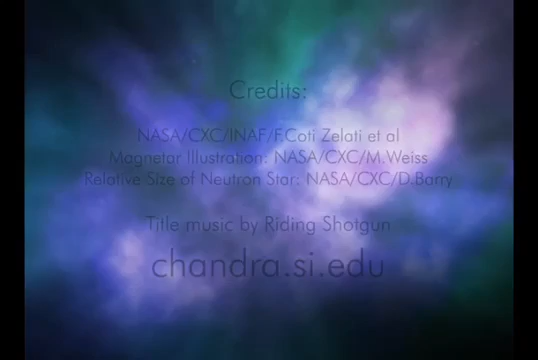 Credits:
NASA/CXC/INAF/F.Coti Zelati et al
Magnetar Illustration: NASA/CXC/M.Weiss
Relative Size of Neutron Star: NASA/CXC/D.Barry
Title music by Riding Shotgun
chandra.si.edu